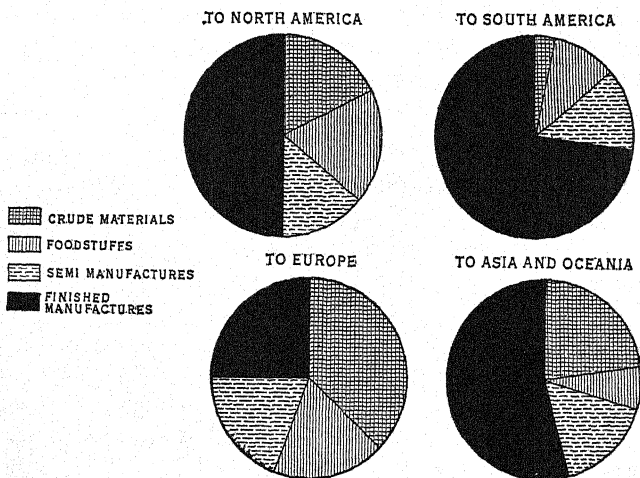 TO NORTH AMERICA
TO SOUTH AMERICA
CRUDE MATERIALS
FOODSTUFFS
SEMI MANUFACTURES
FINISHED
MANUFACTURES
TO EUROPE
TO ASIA AND OCEANIA